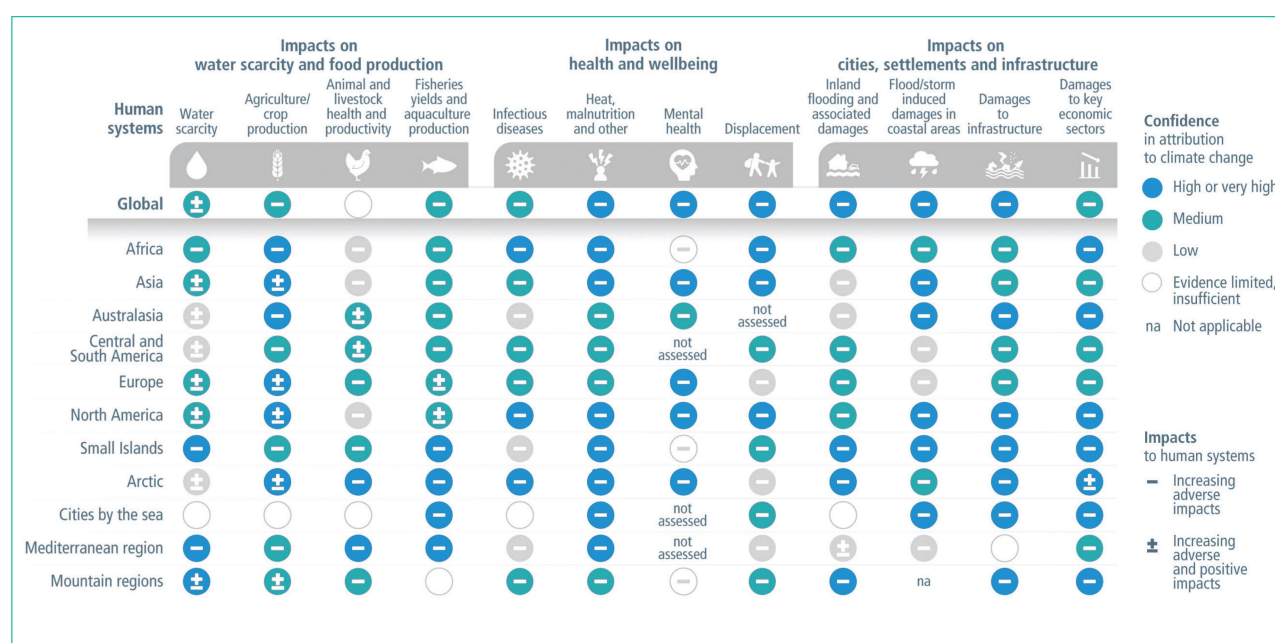 Impacts on
water scarcity and food production
Impacts on
health and wellbeing
Impacts on
cities, settlements and infrastructure
Human
systems
Water
scarcity
Agriculture/
crop
production
Animal and
livestock
health and
productivity
Fisheries
yields and
aquaculture
production
Infectious
diseases
Heat,
malnutrition
and other
Mental
health
Displacement
Inland
flooding and
associated
damages
Flood/storm
induced
damages in
coastal areas
Damages
to
infrastructure
Damages
to key
economic
sectors
Global
±
−
−
−
−
−
−
−
−
−
−
Africa
−
−
−
−
−
−
−
−
−
−
−
−
Asia
±
±
−
−
−
−
−
−
−
−
−
−
Australasia
±
−
±
−
−
−
−
not
assessed
−
−
−
−
Central and
South America
±
−
±
−
−
−
not
assessed
−
−
−
−
−
Europe
±
±
−
±
−
−
−
−
−
−
−
−
North America
±
±
−
±
−
−
−
−
−
−
−
−
Small Islands
−
−
−
−
−
−
−
−
−
−
−
−
Arctic
±
±
−
−
−
−
−
−
−
−
−
±
Cities by the sea
−
−
not
assessed
−
−
−
−
Mediterranean region
−
−
−
−
−
−
not
assessed
−
±
−
−
Mountain regions
±
±
−
−
−
−
−
−
na
−
−
Confidence
in attribution
to climate change
High or very high
Medium
Low
Evidence limited,
insufficient
na Not applicable
Impacts
to human systems
− Increasing
adverse
impacts
± Increasing
adverse
and positive
impacts